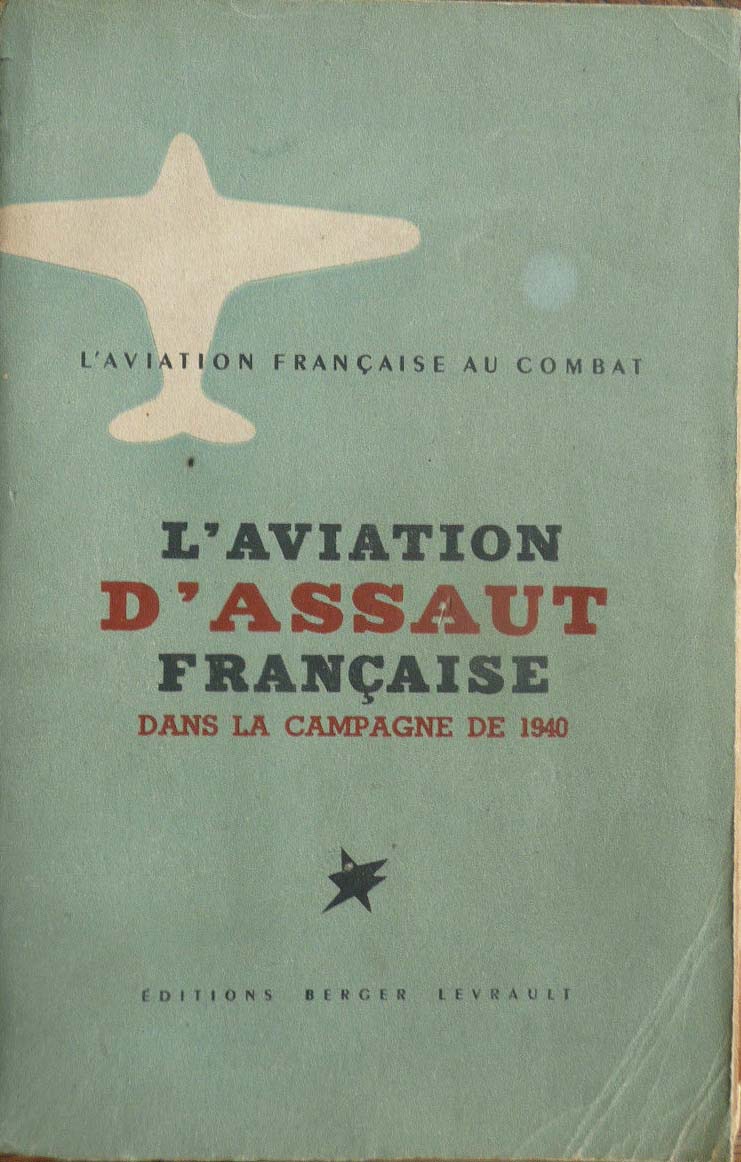 L'AVIATION FRANÇAISE AU COMBAT
L'AVIATION
D'ASSAUT
FRANÇAISE
DANS LA CAMPAGNE DE 1940
ÉDITIONS BERGER LEVRAULT